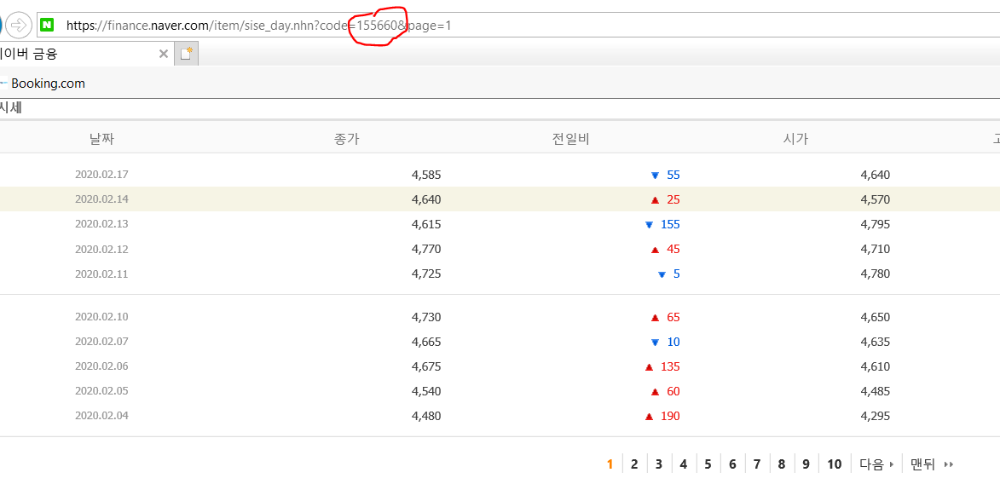 N https://finance.naver.com/item/sise_day.nhn?code=155660&page=1
이버 금융
Booking.com
시세
날짜 종가 전일비 시가
2020.02.17 4,585 ▼ 55 4,640
2020.02.14 4,640 ▲ 25 4,570
2020.02.13 4,615 ▼ 155 4,795
2020.02.12 4,770 ▲ 45 4,710
2020.02.11 4,725 ▼ 5 4,780
2020.02.10 4,730 ▲ 65 4,650
2020.02.07 4,665 ▼ 10 4,635
2020.02.06 4,675 ▲ 135 4,610
2020.02.05 4,540 ▲ 60 4,485
2020.02.04 4,480 ▲ 190 4,295
1 2 3 4 5 6 7 8 9 10 다음 맨뒤